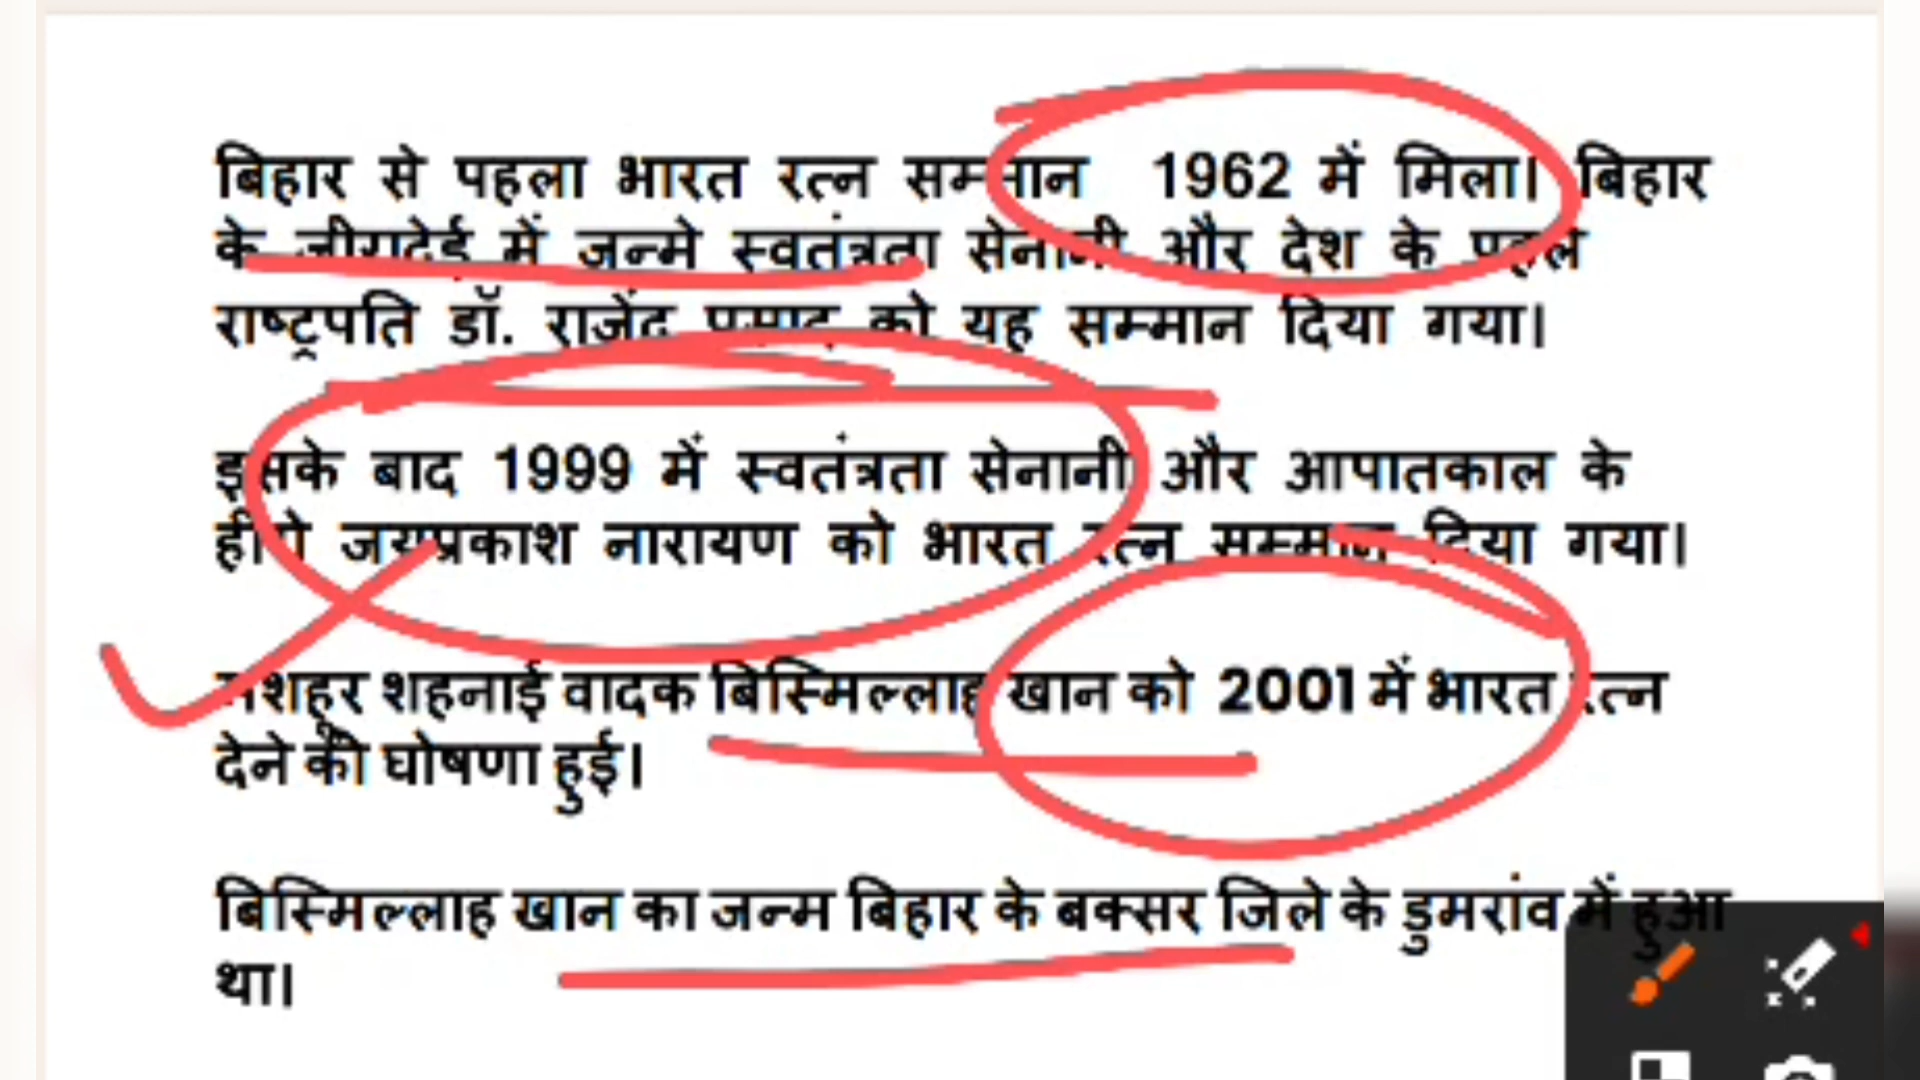 बिहार से पहला भारत रत्न सम्मान 1962 में मिला। बिहार
के जीरादेई में जन्मे स्वतंत्रता सेनानी और देश के पहले
राष्ट्रपति डॉ. राजेंद्र प्रसाद को यह सम्मान दिया गया।
इसके बाद 1999 में स्वतंत्रता सेनानी और आपातकाल के
हीरो जयप्रकाश नारायण को भारत रत्न सम्मान दिया गया।
मशहूर शहनाई वादक बिस्मिल्लाह खान को 2001 में भारत रत्न
देने की घोषणा हुई।
बिस्मिल्लाह खान का जन्म बिहार के बक्सर जिले के डुमरांव में हुआ
था।